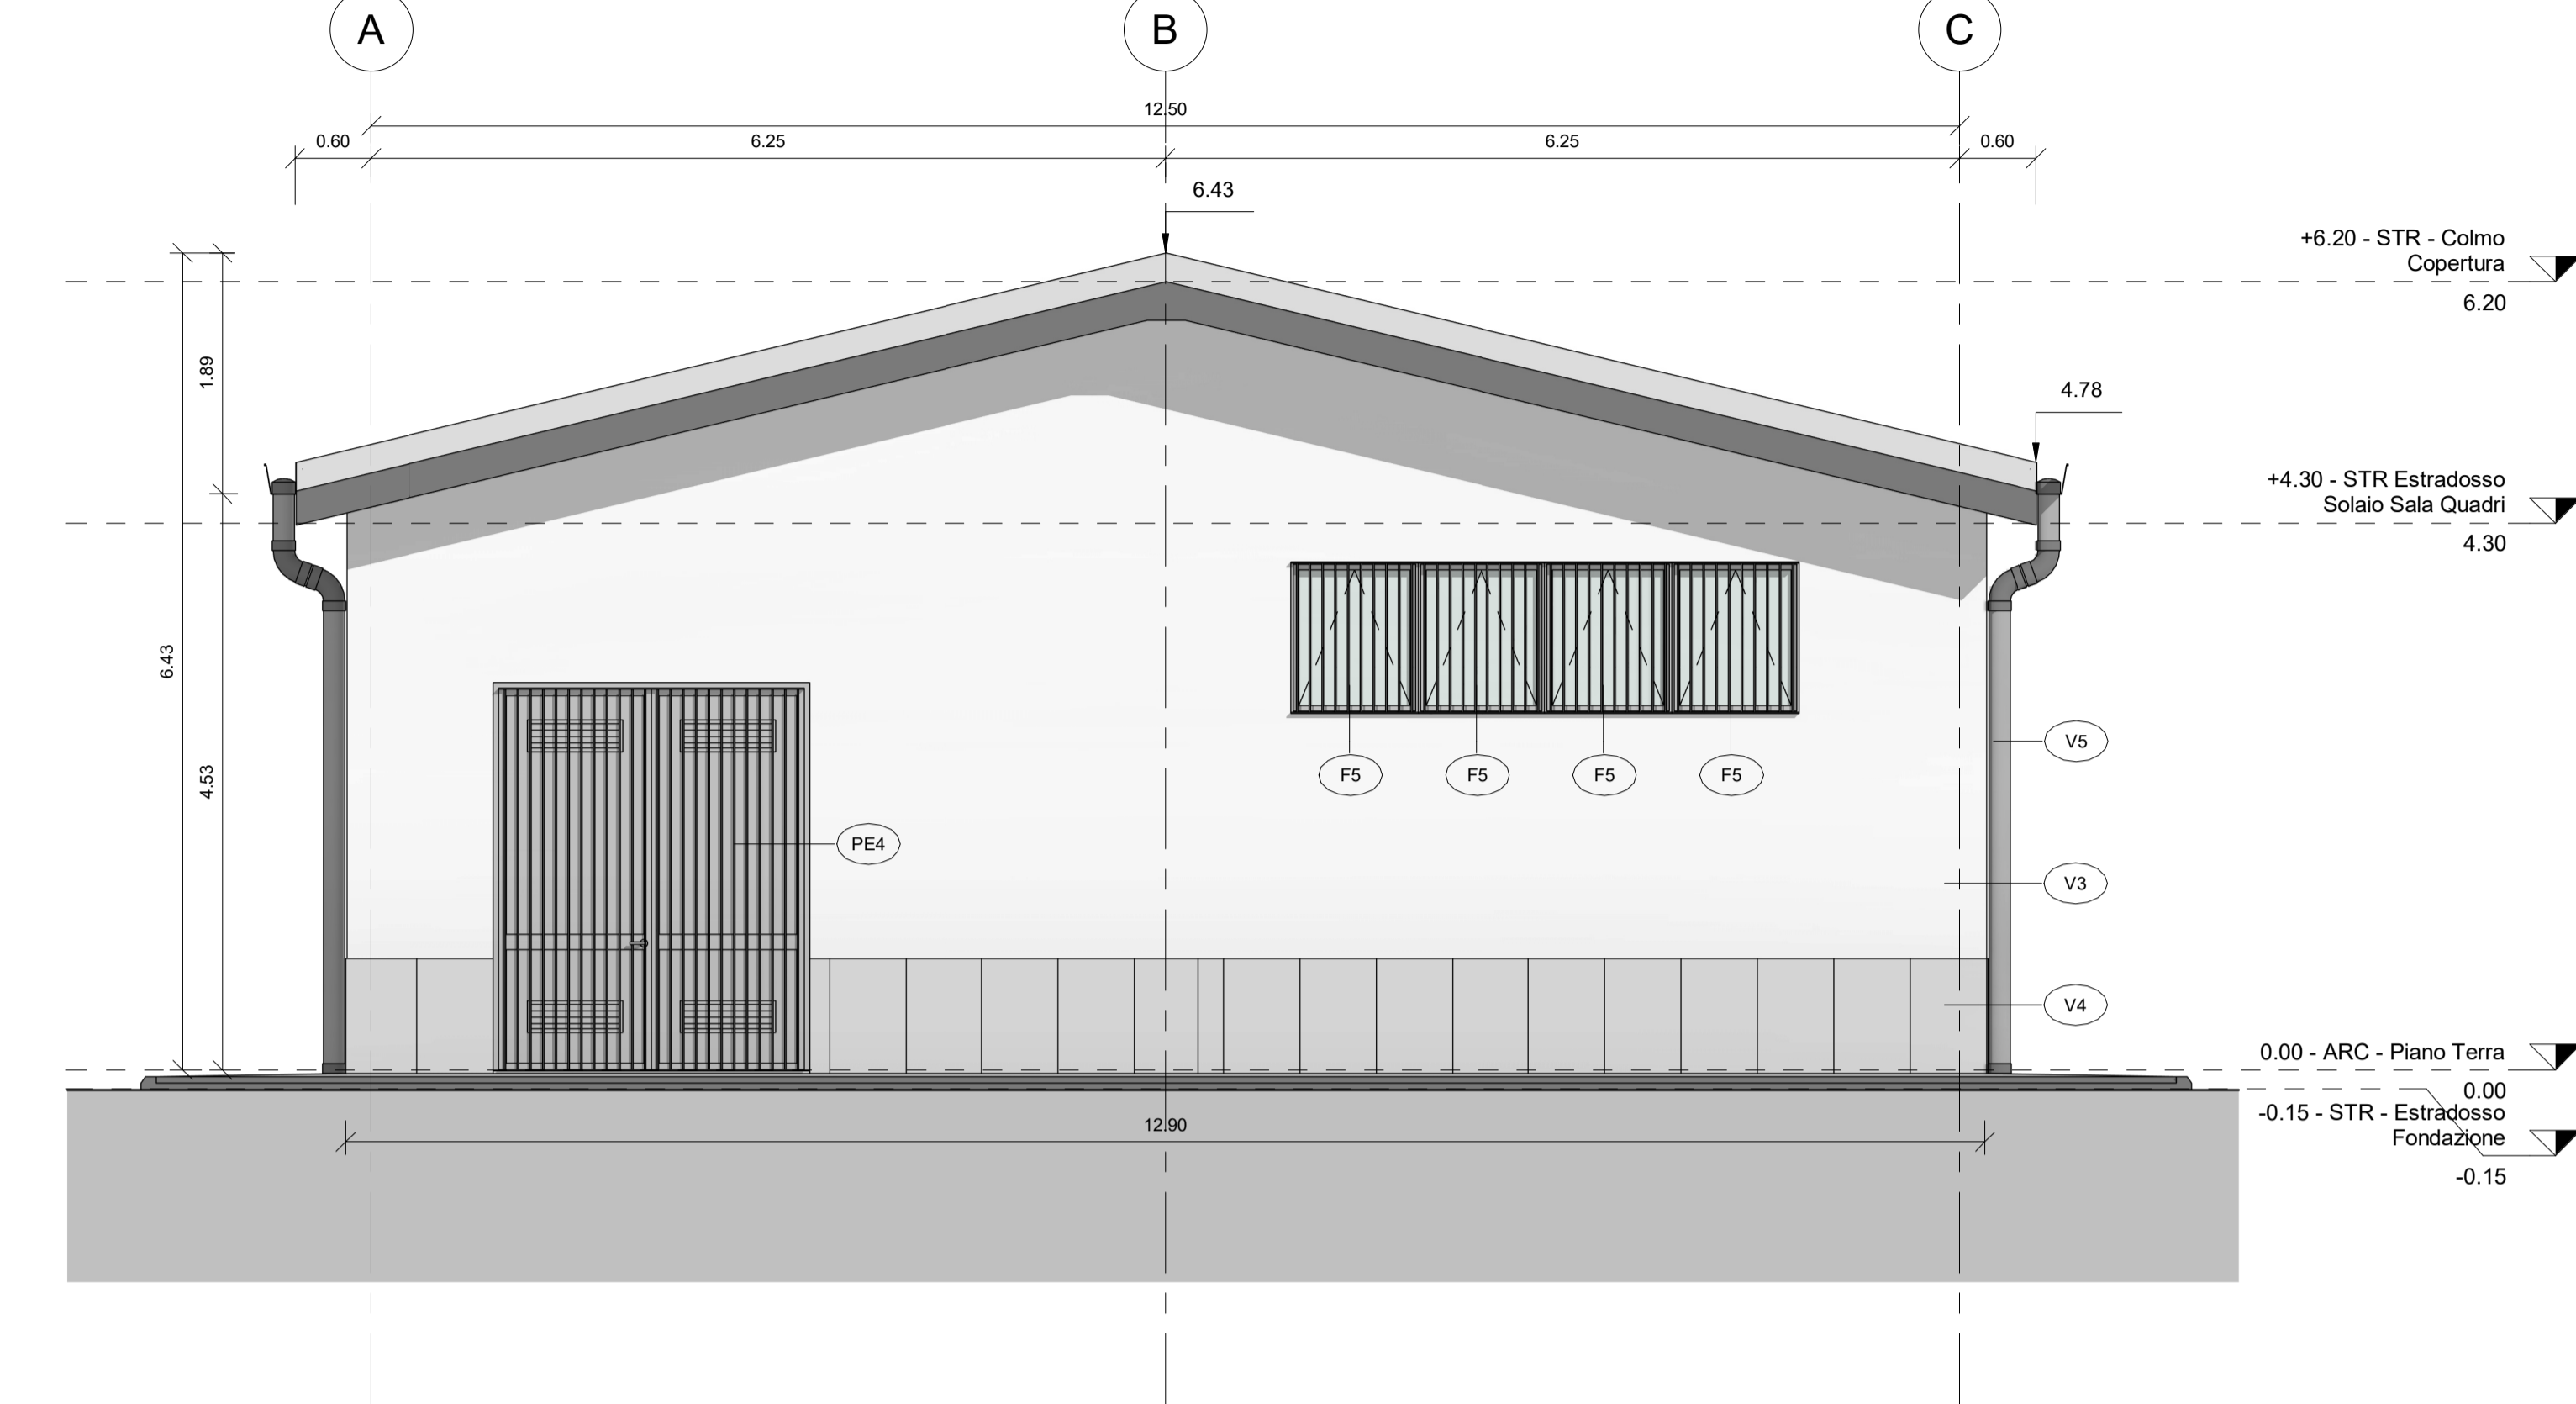 A
B
C
12.50
0.60
6.25
6.25
0.60
6.43
+6.20 - STR - Colmo
Copertura
6.20
1.89
4.78
+4.30 - STR Estradosso
Solaio Sala Quadri
4.30
6.43
4.53
F5
F5
F5
F5
V5
PE4
V3
V4
0.00 - ARC - Piano Terra
0.00
-0.15 - STR - Estradosso
Fondazione
-0.15
12.90